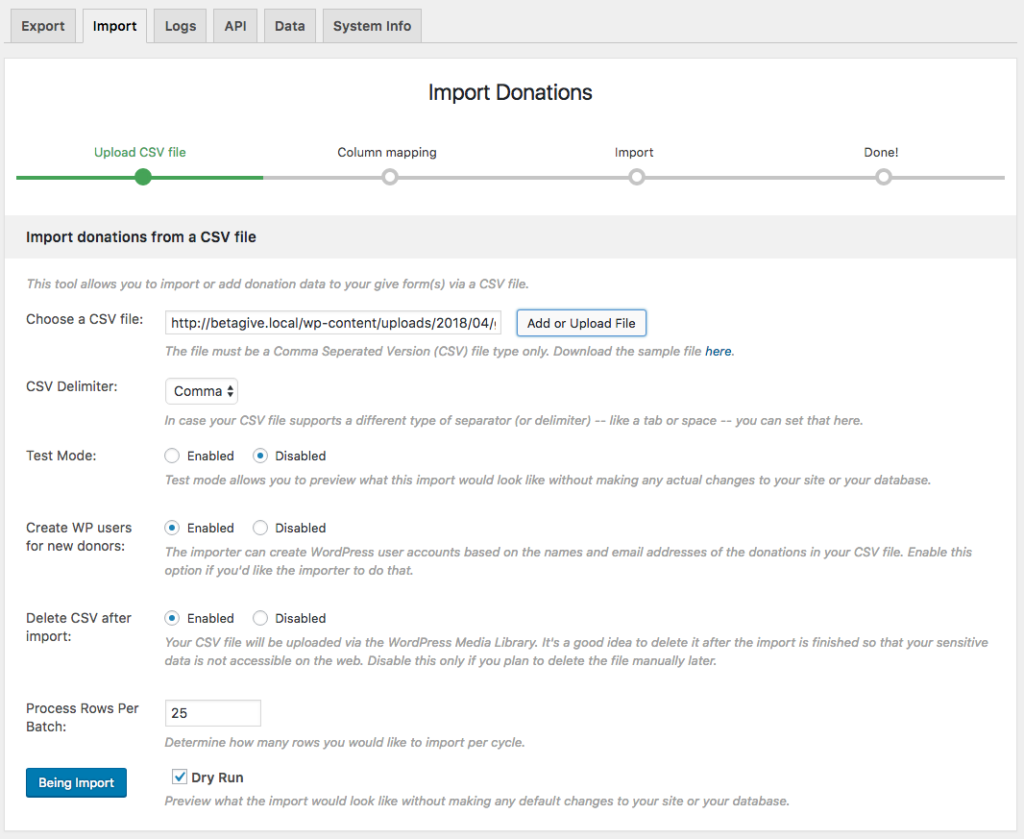 Export Import Logs API Data System Info
Import Donations
Upload CSV file Column mapping Import Done!
Import donations from a CSV file
This tool allows you to import or add donation data to your give form(s) via a CSV file.
Choose a CSV file: http://betagive.local/wp-content/uploads/2018/04/ Add or Upload File
The file must be a Comma Seperated Version (CSV) file type only. Download the sample file here.
CSV Delimiter: Comma
In case your CSV file supports a different type of separator (or delimiter) -- like a tab or space -- you can set that here.
Test Mode: Enabled Disabled
Test mode allows you to preview what this import would look like without making any actual changes to your site or your database.
Create WP users
for new donors:
Enabled Disabled
The importer can create WordPress user accounts based on the names and email addresses of the donations in your CSV file. Enable this
option if you'd like the importer to do that.
Delete CSV after
import:
Enabled Disabled
Your CSV file will be uploaded via the WordPress Media Library. It's a good idea to delete it after the import is finished so that your sensitive
data is not accessible on the web. Disable this only if you plan to delete the file manually later.
Process Rows Per
Batch:
25
Determine how many rows you would like to import per cycle.
Being Import Dry Run
Preview what the import would look like without making any default changes to your site or your database.